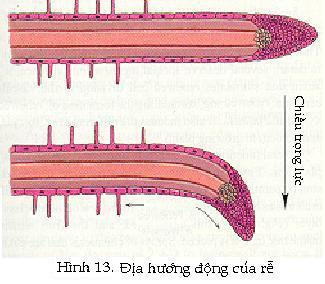 Chiều trọng lực
Hình 13. Địa hướng động của rễ